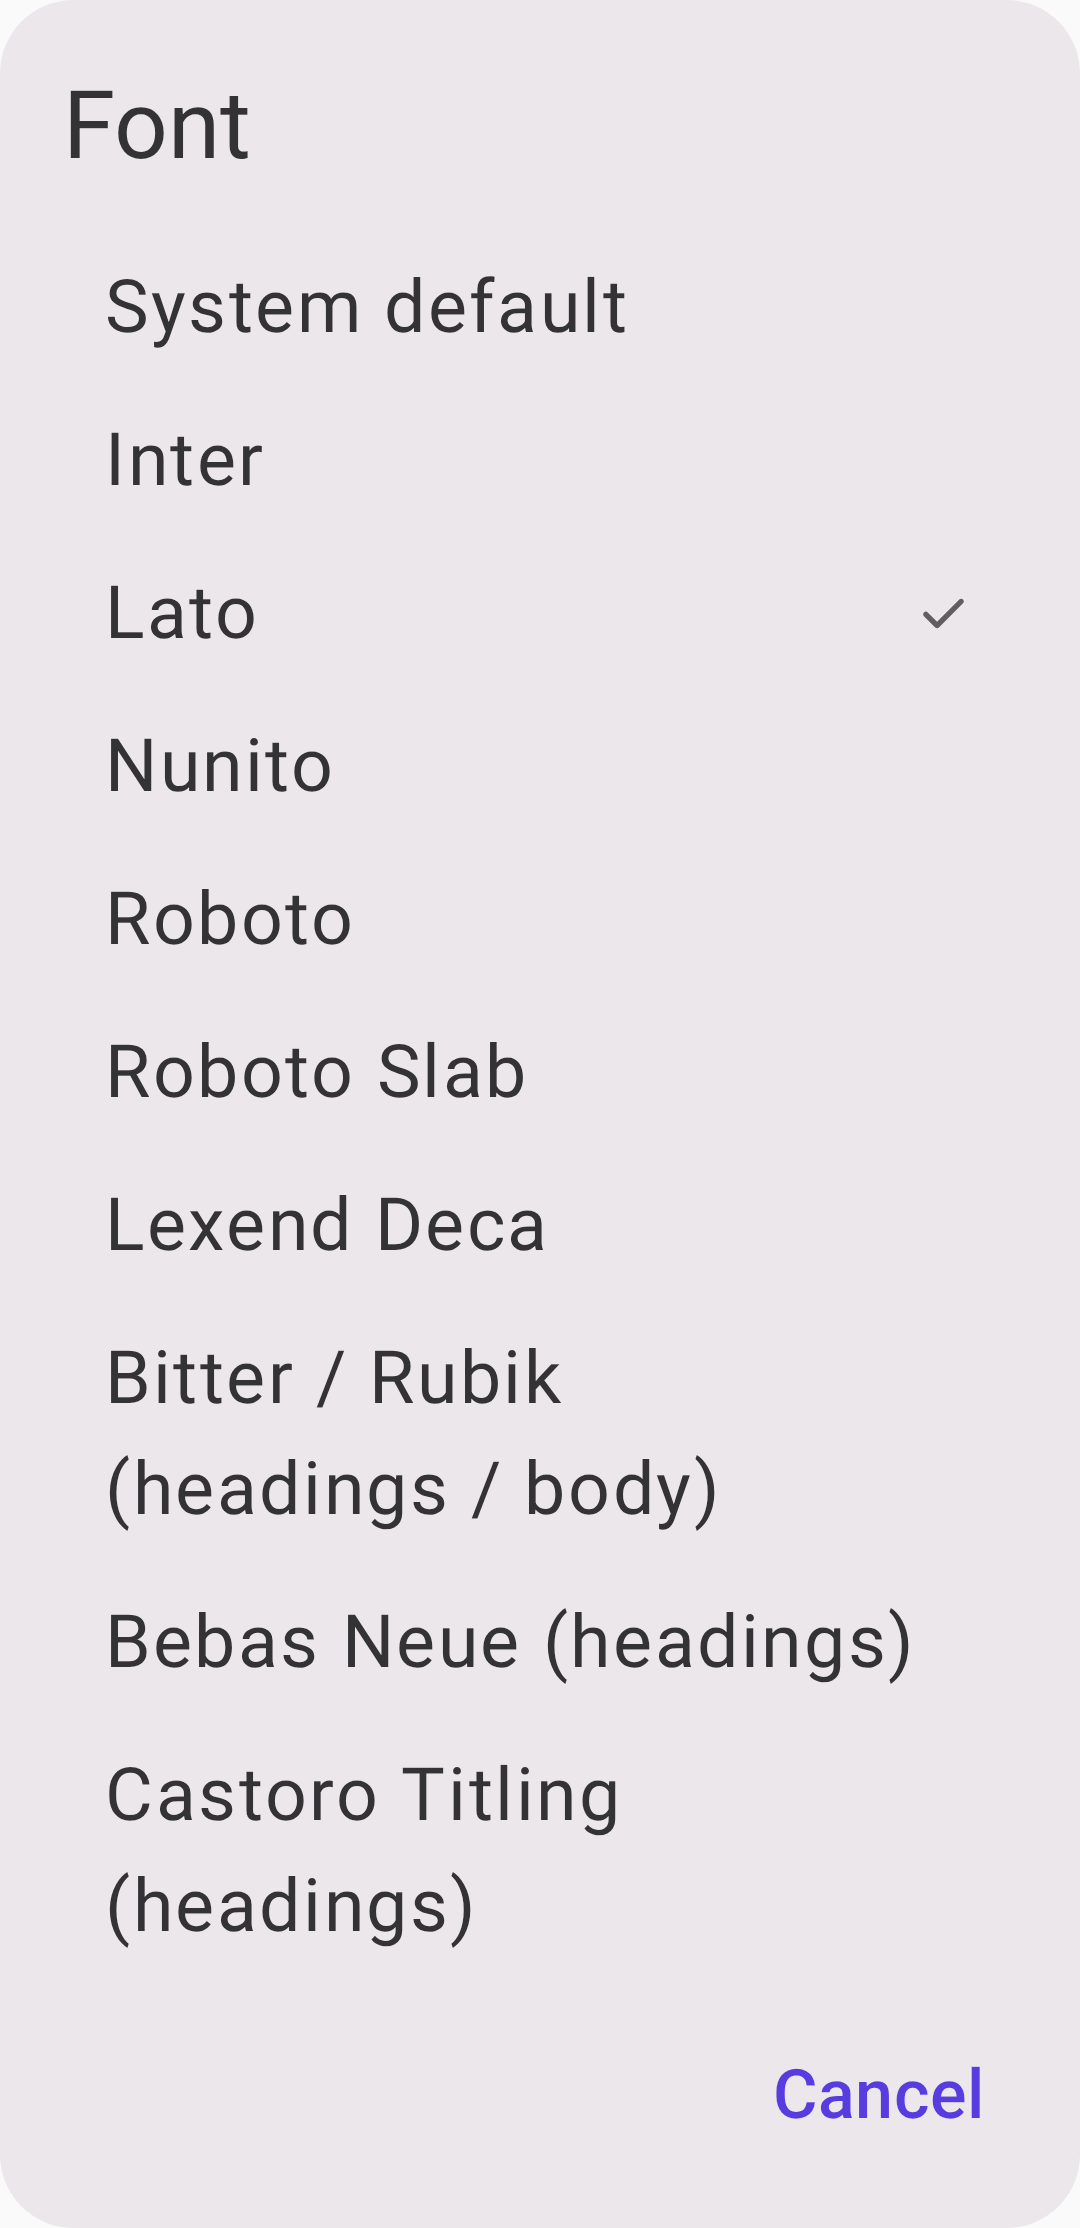 Font
System default
Inter
Lato
Nunito
Roboto
Roboto Slab
Lexend Deca
Bitter / Rubik
(headings / body)
Bebas Neue (headings)
Castoro Titling
(headings)
Cancel